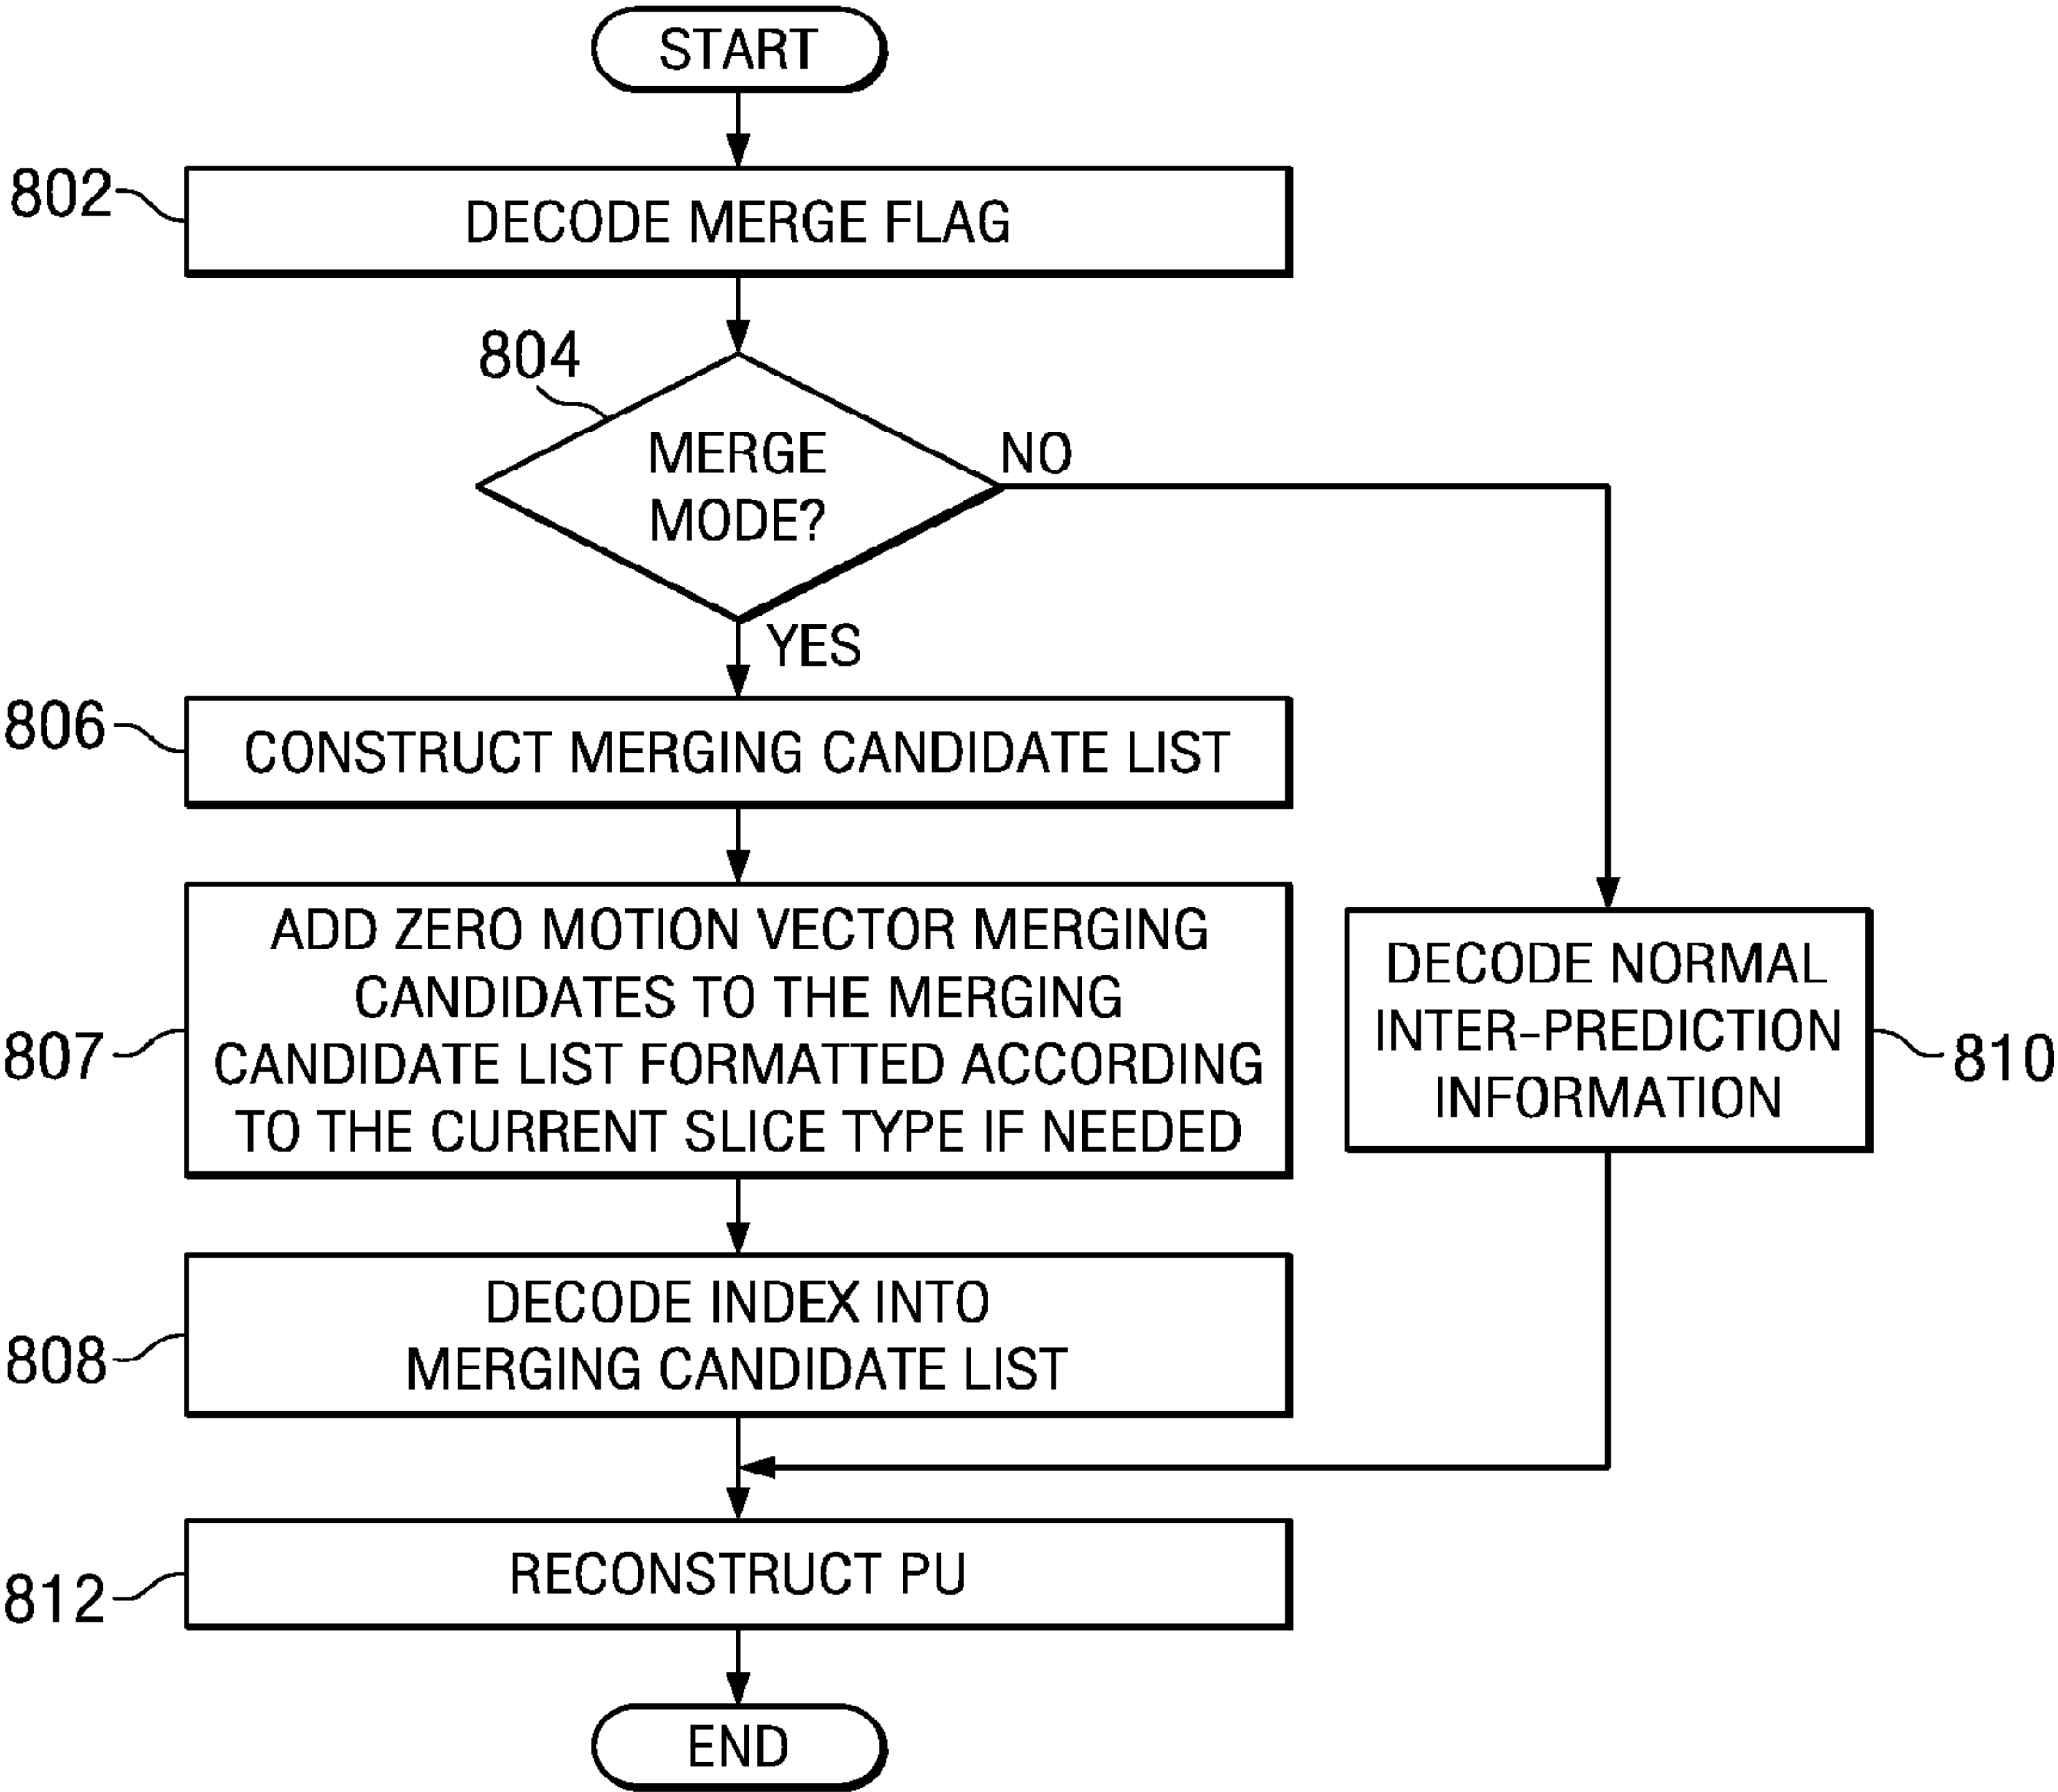 START
802
DECODE MERGE FLAG
804
MERGE
MODE?
NO
YES
806
CONSTRUCT MERGING CANDIDATE LIST
807
ADD ZERO MOTION VECTOR MERGING
CANDIDATES TO THE MERGING
CANDIDATE LIST FORMATTED ACCORDING
TO THE CURRENT SLICE TYPE IF NEEDED
DECODE NORMAL
INTER-PREDICTION
INFORMATION
810
808
DECODE INDEX INTO
MERGING CANDIDATE LIST
812
RECONSTRUCT PU
END